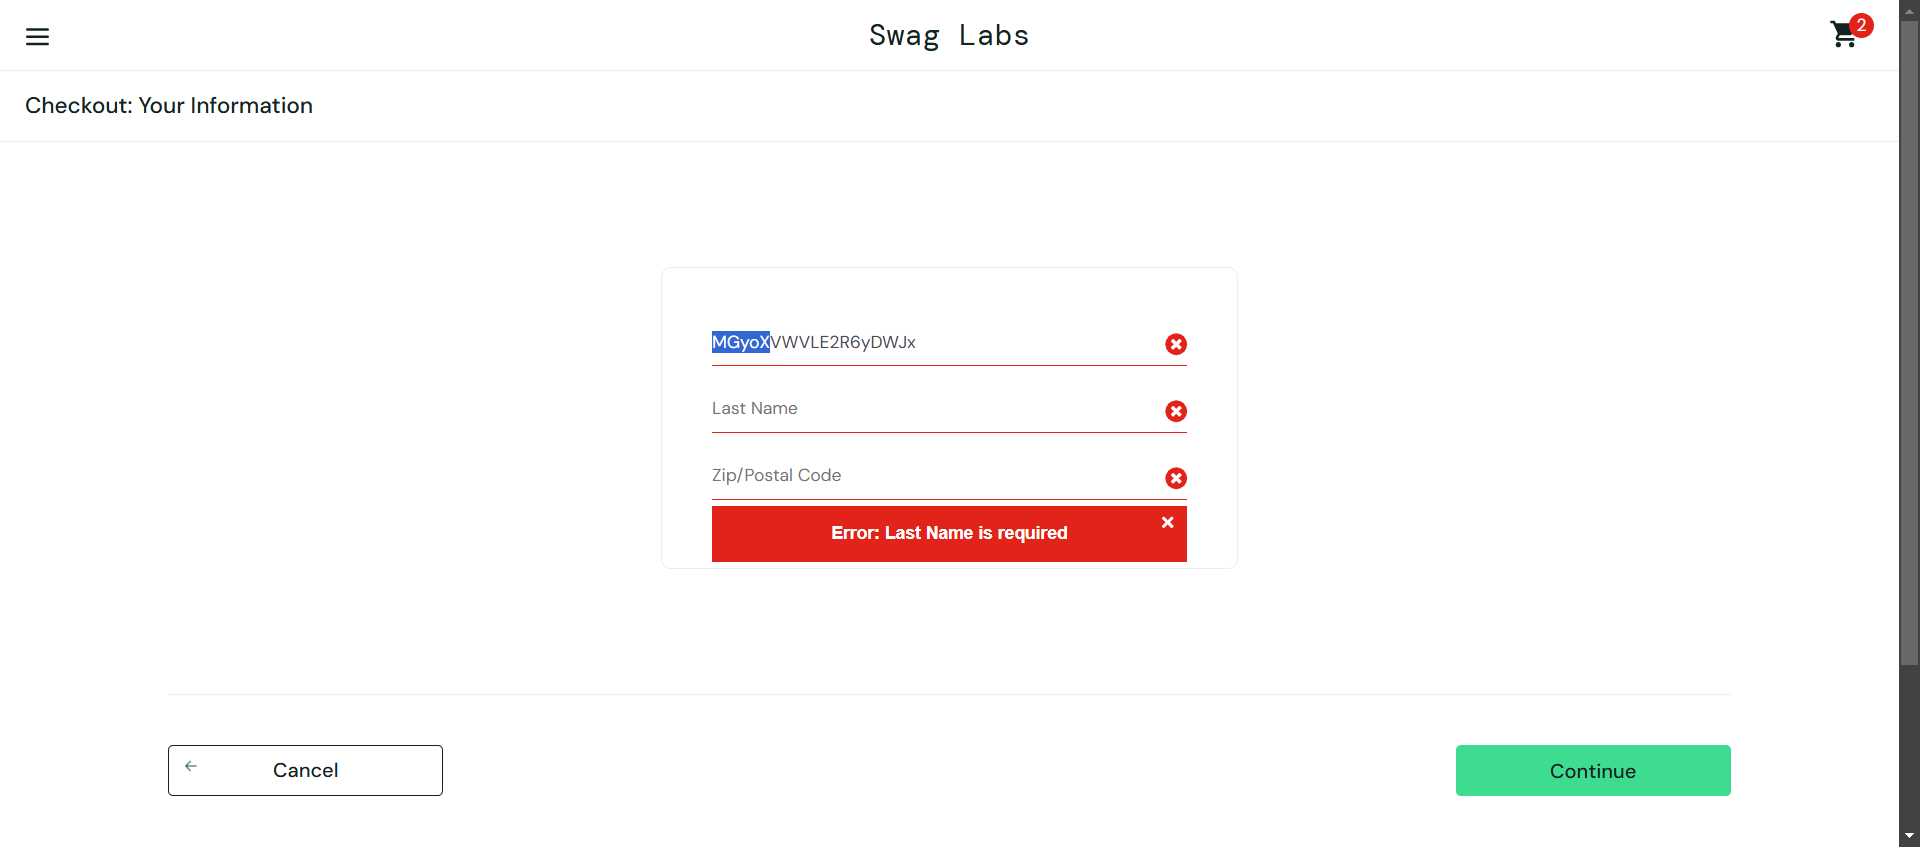 Swag Labs
2
Checkout: Your Information
MGyoXVWVLE2R6yDWJx
Last Name
Zip/Postal Code
Error: Last Name is required
Cancel
Continue